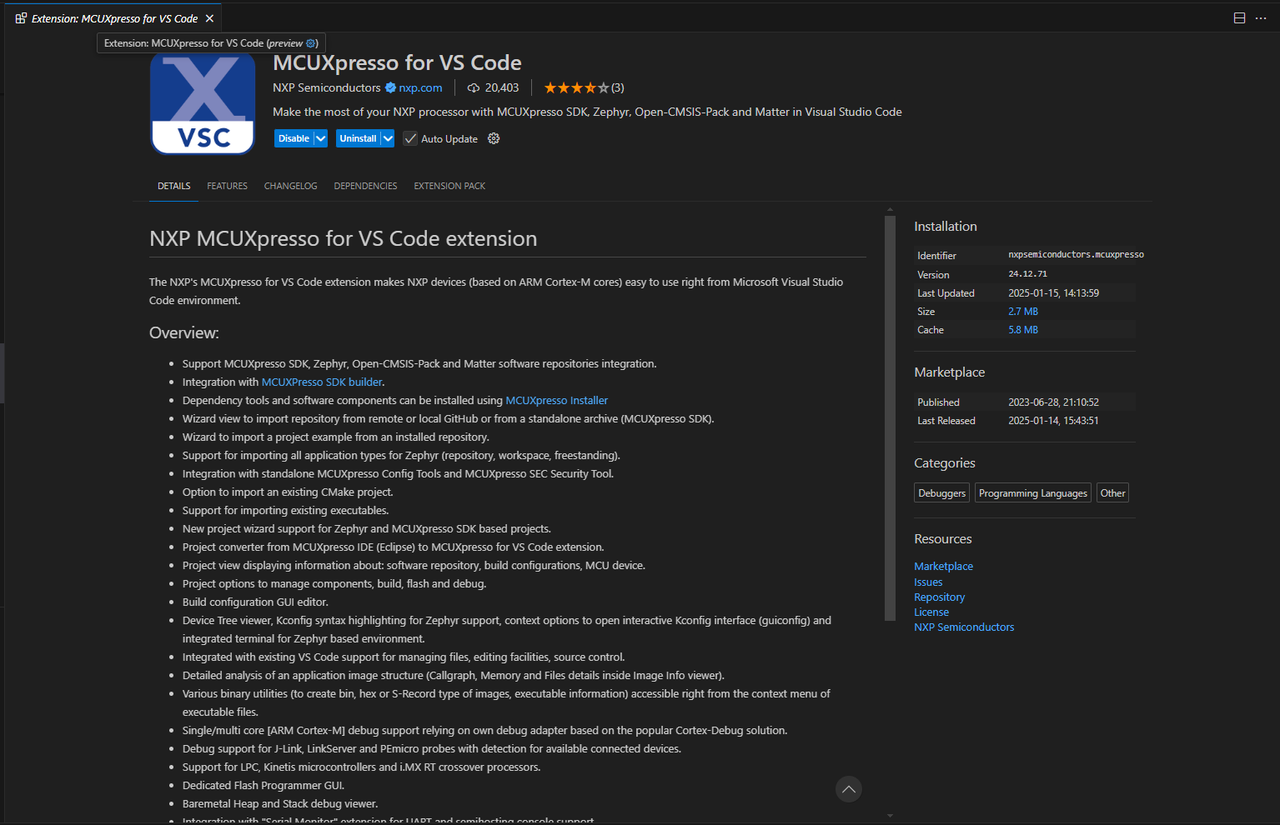 Extension: MCUXpresso for VS Code
Extension: MCUXpresso for VS Code (preview)
VSC
MCUXpresso for VS Code
NXP Semiconductors nxp.com 20,403 (3)
Make the most of your NXP processor with MCUXpresso SDK, Zephyr, Open-CMSIS-Pack and Matter in Visual Studio Code
Disable Uninstall Auto Update
DETAILS FEATURES CHANGELOG DEPENDENCIES EXTENSION PACK
NXP MCUXpresso for VS Code extension
The NXP's MCUXpresso for VS Code extension makes NXP devices (based on ARM Cortex-M cores) easy to use right from Microsoft Visual Studio
Code environment.
Overview:
Support MCUXpresso SDK, Zephyr, Open-CMSIS-Pack and Matter software repositories integration.
Integration with MCUXPresso SDK builder.
Dependency tools and software components can be installed using MCUXpresso Installer
Wizard view to import repository from remote or local GitHub or from a standalone archive (MCUXpresso SDK).
Wizard to import a project example from an installed repository.
Support for importing all application types for Zephyr (repository, workspace, freestanding).
Integration with standalone MCUXpresso Config Tools and MCUXpresso SEC Security Tool.
Option to import an existing CMake project.
Support for importing existing executables.
New project wizard support for Zephyr and MCUXpresso SDK based projects.
Project converter from MCUXpresso IDE (Eclipse) to MCUXpresso for VS Code extension.
Project view displaying information about: software repository, build configurations, MCU device.
Project options to manage components, build, flash and debug.
Build configuration GUI editor.
Device Tree viewer, Kconfig syntax highlighting for Zephyr support, context options to open interactive Kconfig interface (guiconfig) and
integrated terminal for Zephyr based environment.
Integrated with existing VS Code support for managing files, editing facilities, source control.
Detailed analysis of an application image structure (Callgraph, Memory and Files details inside Image Info viewer).
Various binary utilities (to create bin, hex or S-Record type of images, executable information) accessible right from the context menu of
executable files.
Single/multi core [ARM Cortex-M] debug support relying on own debug adapter based on the popular Cortex-Debug solution.
Debug support for J-Link, LinkServer and PEmicro probes with detection for available connected devices.
Support for LPC, Kinetis microcontrollers and i.MX RT crossover processors.
Dedicated Flash Programmer GUI.
Baremetal Heap and Stack debug viewer.
Integration with "Serial Monitor" extension for UART and semihosting console support.
Installation
Identifier nxpsemiconductors.mcuxpresso
Version 24.12.71
Last Updated 2025-01-15, 14:13:59
Size 2.7 MB
Cache 5.8 MB
Marketplace
Published 2023-06-28, 21:10:52
Last Released 2025-01-14, 15:43:51
Categories
Debuggers Programming Languages Other
Resources
Marketplace
Issues
Repository
License
NXP Semiconductors